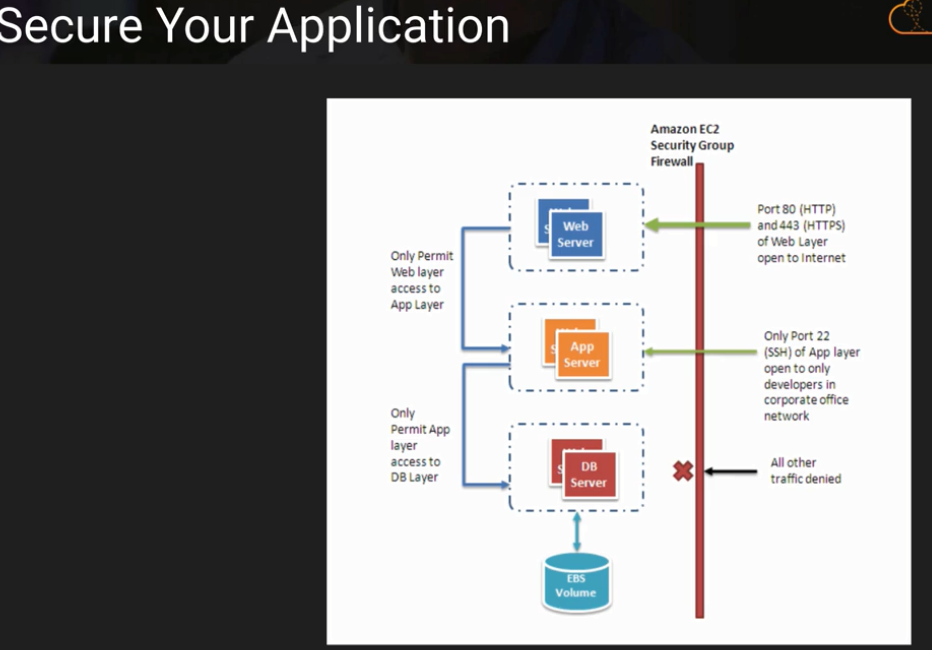 Secure Your Application
Amazon EC2
Security Group
Firewall
Web
Server
Port 80 (HTTP)
and 443 (HTTPS)
of Web Layer
open to Internet
Only Permit
Web layer
access to
App Layer
App
Server
Only Port 22
(SSH) of App layer
open to only
developers in
corporate office
network
Only
Permit App
layer
access to
DB Layer
DB
Server
All other
traffic denied
EBS
Volume